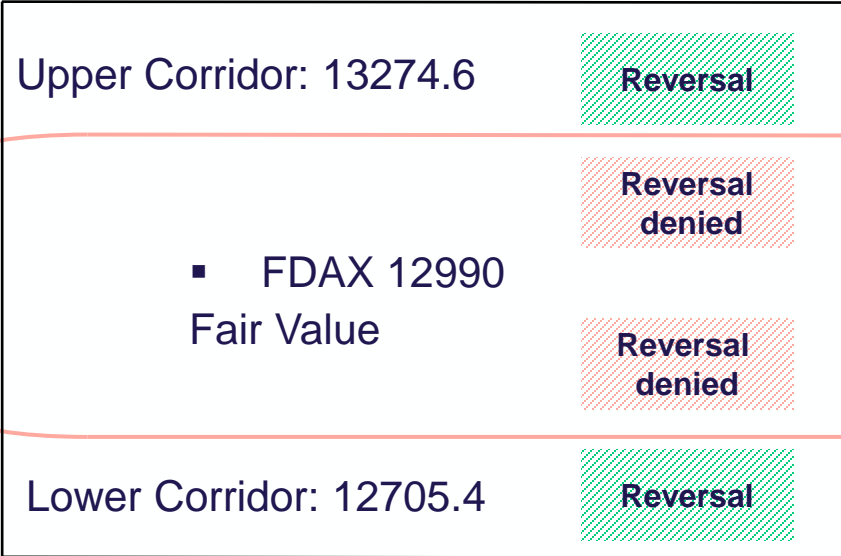 Upper Corridor: 13274.6
Reversal
Reversal
denied
▪ FDAX 12990
Fair Value
Reversal
denied
Lower Corridor: 12705.4
Reversal